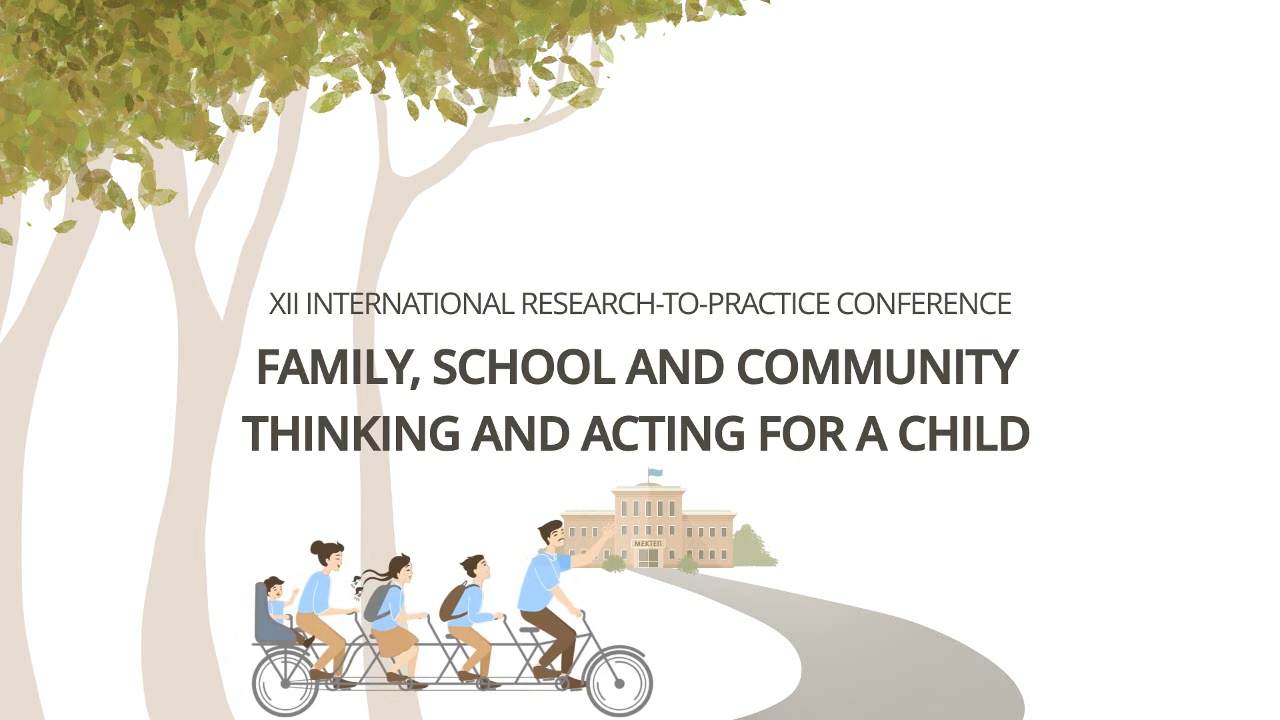 XII INTERNATIONAL RESEARCH-TO-PRACTICE CONFERENCE
FAMILY, SCHOOL AND COMMUNITY
THINKING AND ACTING FOR A CHILD
МЕКТЕП